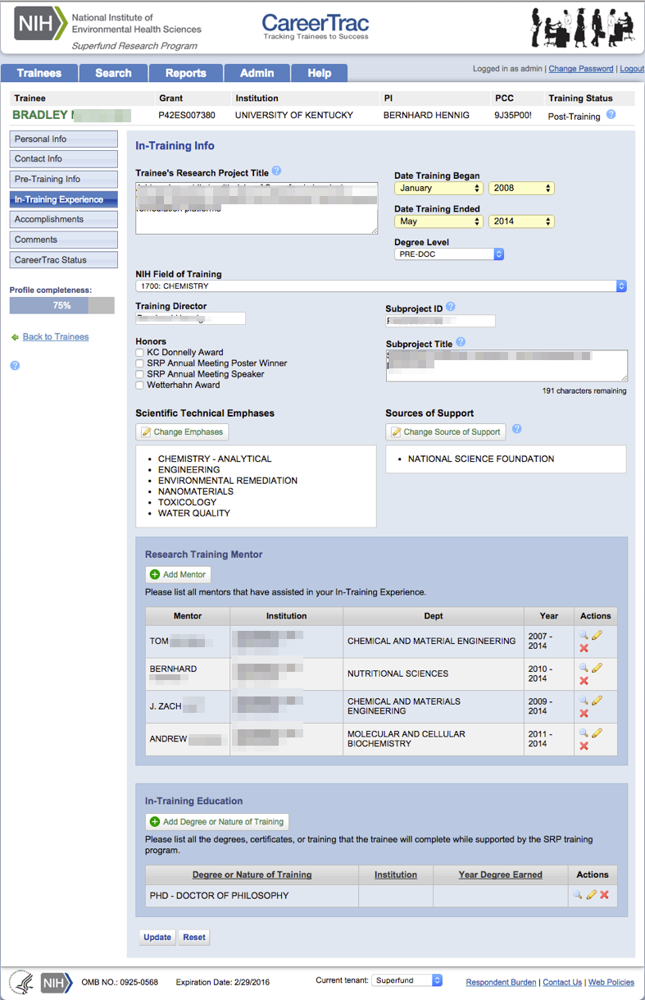 NIH National Institute of
Environmental Health Sciences
Superfund Research Program
CareerTrac
Tracking Trainees to Success
Trainees Search Reports Admin Help
Logged in as admin | Change Password | Logout
Trainee Grant Institution PI PCC Training Status
BRADLEY P42ES007380 UNIVERSITY OF KENTUCKY BERNHARD HENNIG 9J35P00! Post-Training ?
Personal Info
Contact Info
Pre-Training Info
In-Training Experience
Accomplishments
Comments
CareerTrac Status
Profile completeness:
75%
Back to Trainees
?
In-Training Info
Trainee's Research Project Title ?
remediation platforms
Date Training Began
January 2008
Date Training Ended
May 2014
Degree Level
PRE-DOC
NIH Field of Training
1700: CHEMISTRY
Training Director
Subproject ID ?
Honors
KC Donnelly Award
SRP Annual Meeting Poster Winner
SRP Annual Meeting Speaker
Wetterhahn Award
Subproject Title ?
191 characters remaining
Scientific Technical Emphases
Change Emphases
• CHEMISTRY - ANALYTICAL
• ENGINEERING
• ENVIRONMENTAL REMEDIATION
• NANOMATERIALS
• TOXICOLOGY
• WATER QUALITY
Sources of Support
Change Source of Support ?
• NATIONAL SCIENCE FOUNDATION
Research Training Mentor
Add Mentor
Please list all mentors that have assisted in your In-Training Experience.
Mentor Institution Dept Year Actions
TOM CHEMICAL AND MATERIAL ENGINEERING 2007 -
2014
BERNHARD NUTRITIONAL SCIENCES 2010 -
2014
J. ZACH CHEMICAL AND MATERIALS 2009 -
ENGINEERING 2014
ANDREW MOLECULAR AND CELLULAR 2011 -
BIOCHEMISTRY 2014
In-Training Education
Add Degree or Nature of Training
Please list all the degrees, certificates, or training that the trainee will complete while supported by the SRP training
program.
Degree or Nature of Training Institution Year Degree Earned Actions
PHD - DOCTOR OF PHILOSOPHY
Update Reset
NIH OMB NO.: 0925-0568 Expiration Date: 2/29/2016 Current tenant: Superfund Respondent Burden | Contact Us | Web Policies